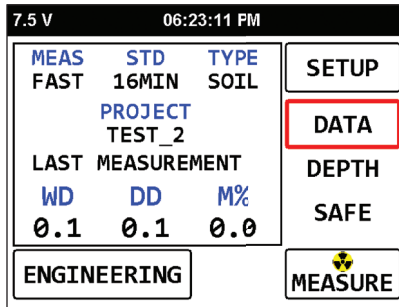 7.5 V 06:23:11 PM
MEAS STD TYPE
FAST 16MIN SOIL
PROJECT
TEST_2
LAST MEASUREMENT
WD DD M%
0.1 0.1 0.0
SETUP
DATA
DEPTH
SAFE
ENGINEERING
MEASURE